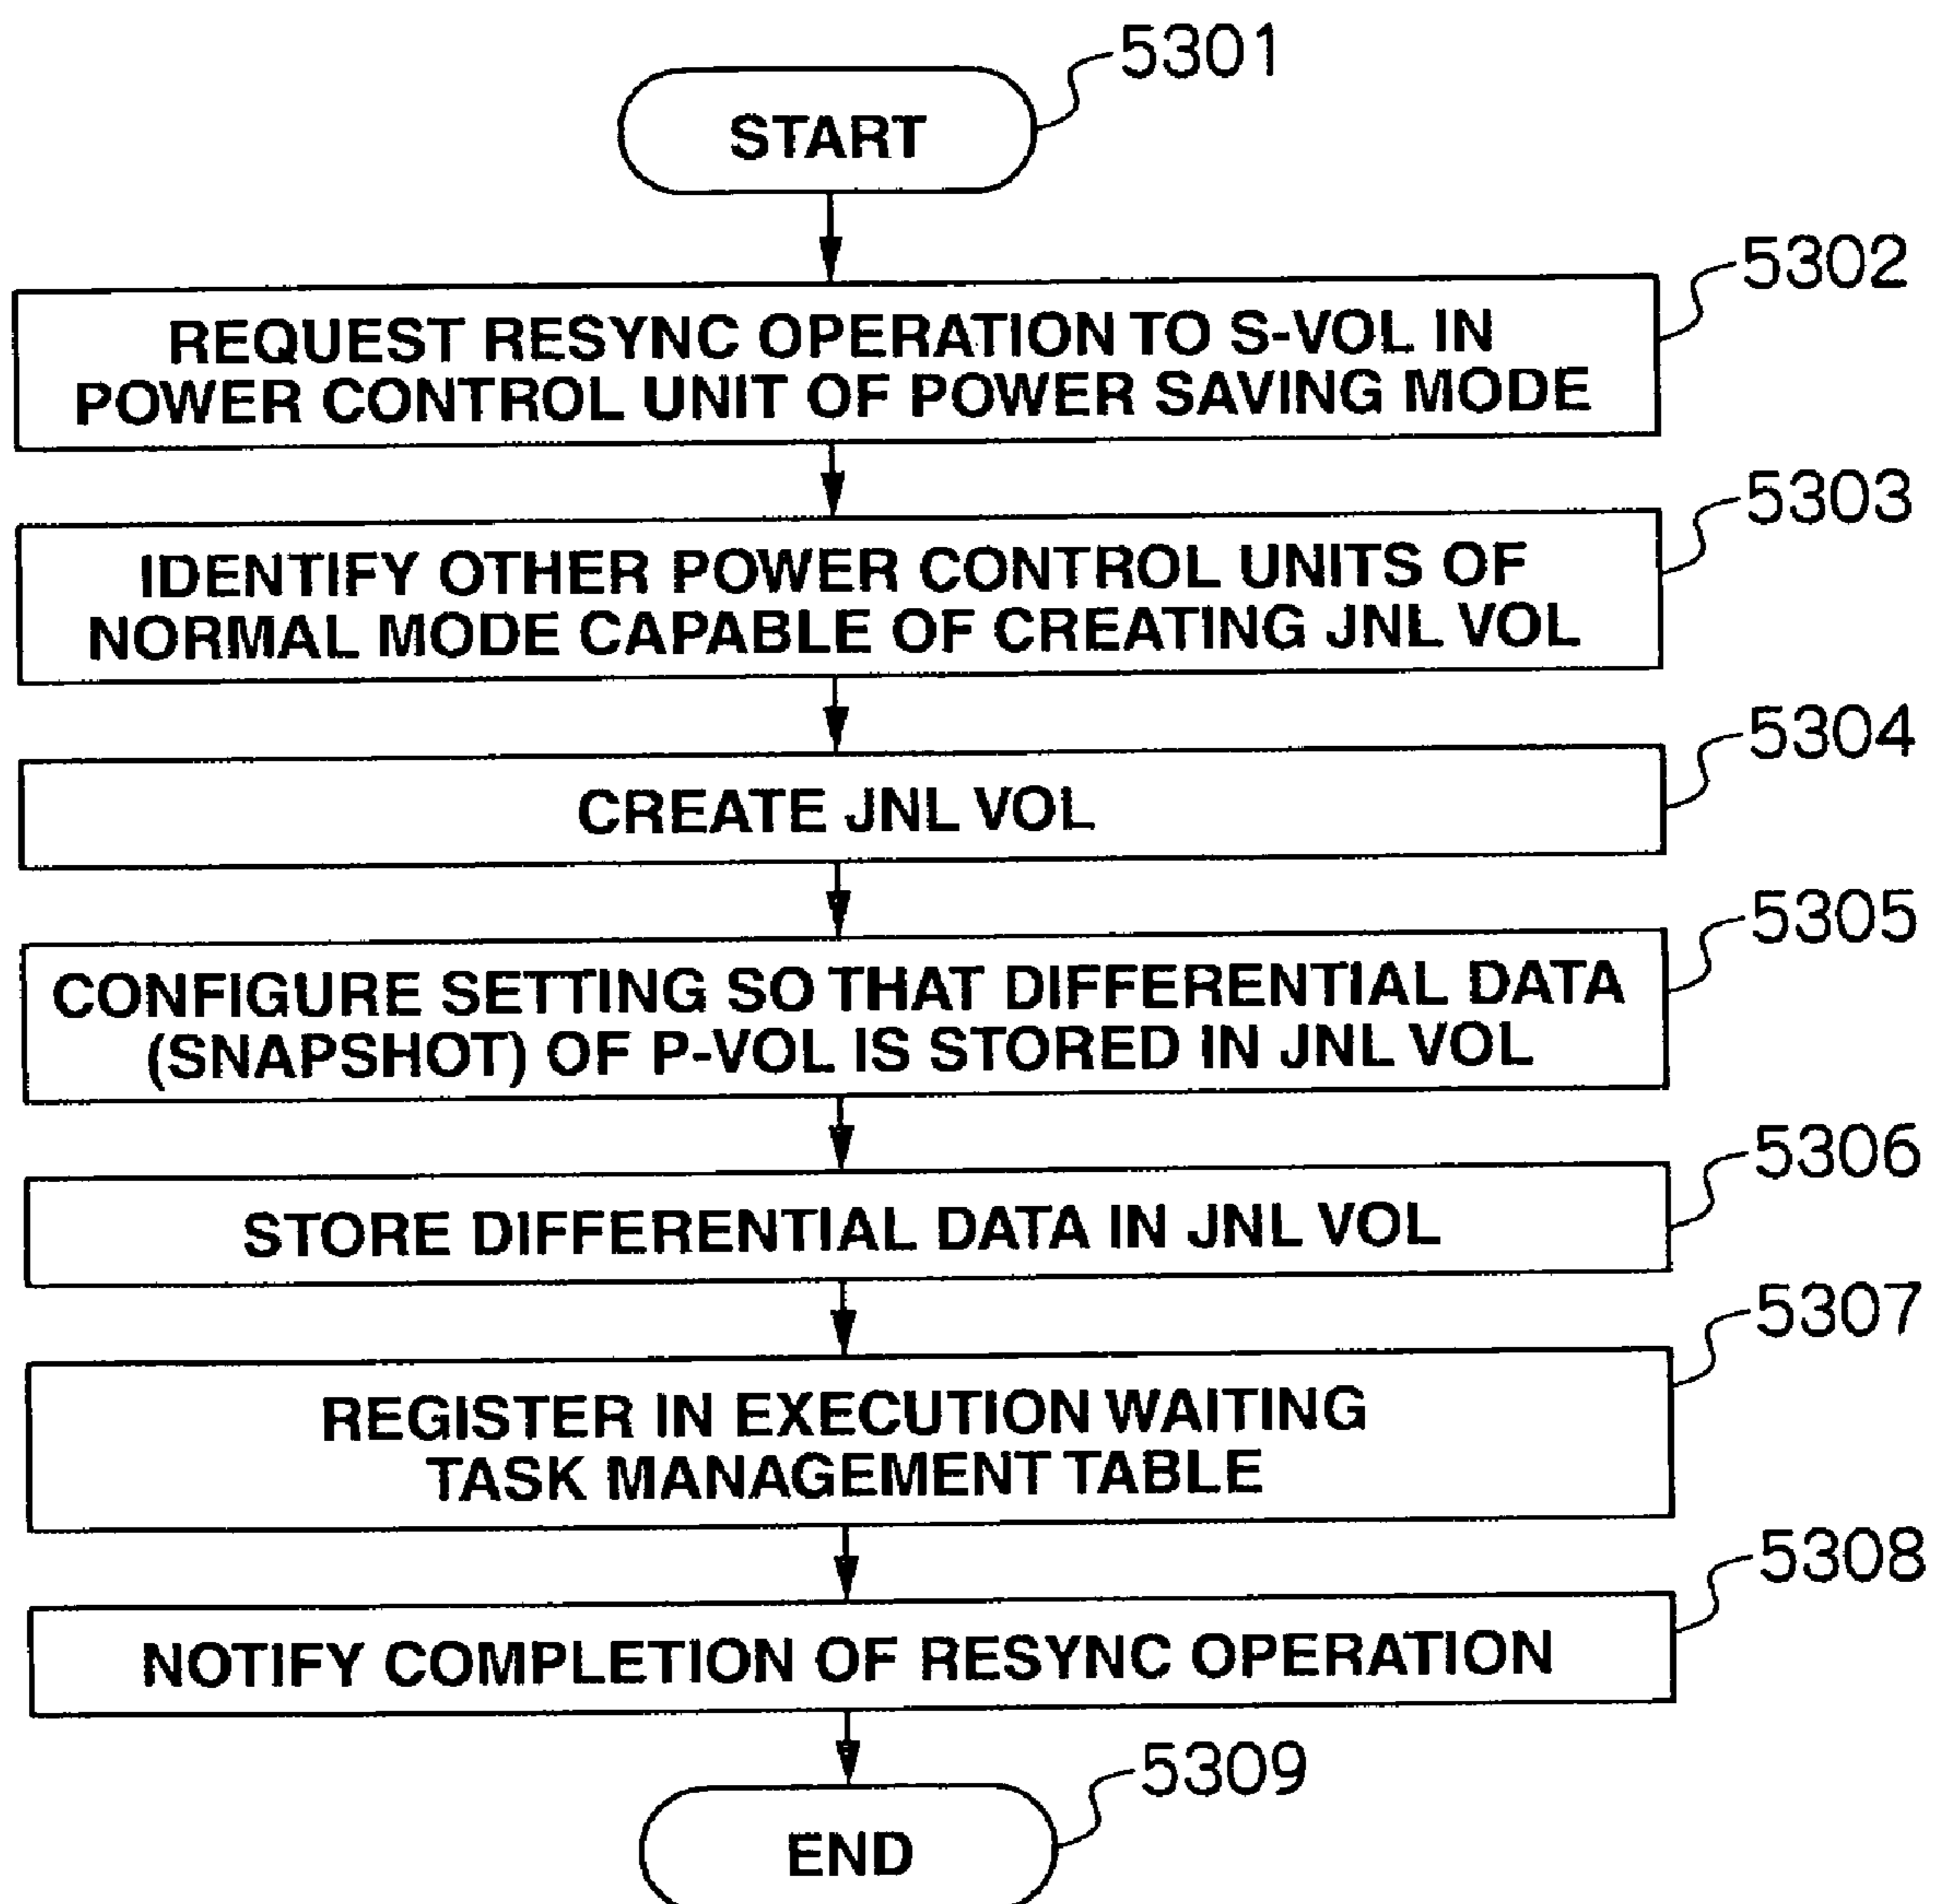 5301
START
5302
REQUEST RESYNC OPERATION TO S-VOL IN
POWER CONTROL UNIT OF POWER SAVING MODE
5303
IDENTIFY OTHER POWER CONTROL UNITS OF
NORMAL MODE CAPABLE OF CREATING JNL VOL
5304
CREATE JNL VOL
5305
CONFIGURE SETTING SO THAT DIFFERENTIAL DATA
(SNAPSHOT) OF P-VOL IS STORED IN JNL VOL
5306
STORE DIFFERENTIAL DATA IN JNL VOL
5307
REGISTER IN EXECUTION WAITING
TASK MANAGEMENT TABLE
5308
NOTIFY COMPLETION OF RESYNC OPERATION
5309
END